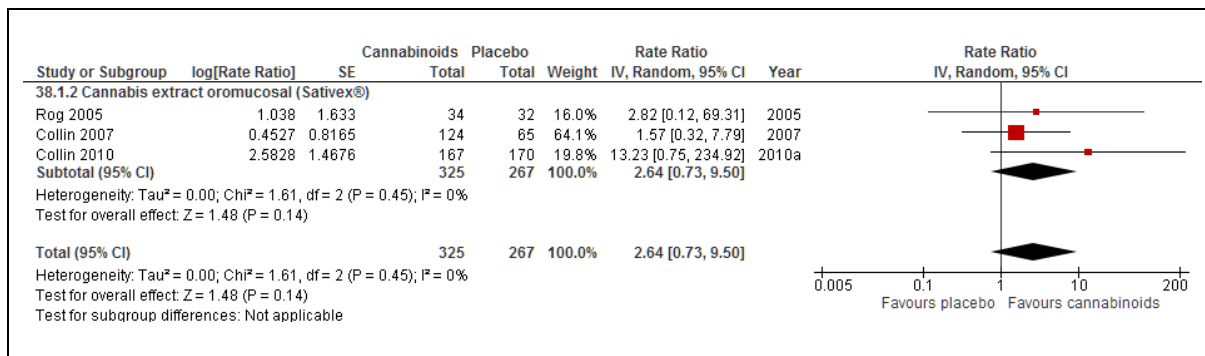 Cannabinoids Placebo Rate Ratio Rate Ratio
Study or Subgroup log[Rate Ratio] SE Total Total Weight IV, Random, 95% CI Year IV, Random, 95% CI
38.1.2 Cannabis extract oromucosal (Sativex®)
Rog 2005 1.038 1.633 34 32 16.0% 2.82 [0.12, 69.31] 2005
Collin 2007 0.4527 0.8165 124 65 64.1% 1.57 [0.32, 7.79] 2007
Collin 2010 2.5828 1.4676 167 170 19.8% 13.23 [0.75, 234.92] 2010a
Subtotal (95% CI) 325 267 100.0% 2.64 [0.73, 9.50]
Heterogeneity: Tau² = 0.00; Chi² = 1.61, df = 2 (P = 0.45); I² = 0%
Test for overall effect: Z = 1.48 (P = 0.14)
Total (95% CI) 325 267 100.0% 2.64 [0.73, 9.50]
Heterogeneity: Tau² = 0.00; Chi² = 1.61, df = 2 (P = 0.45); I² = 0%
Test for overall effect: Z = 1.48 (P = 0.14)
Test for subgroup differences: Not applicable
0.005 0.1 1 10 200
Favours placebo Favours cannabinoids